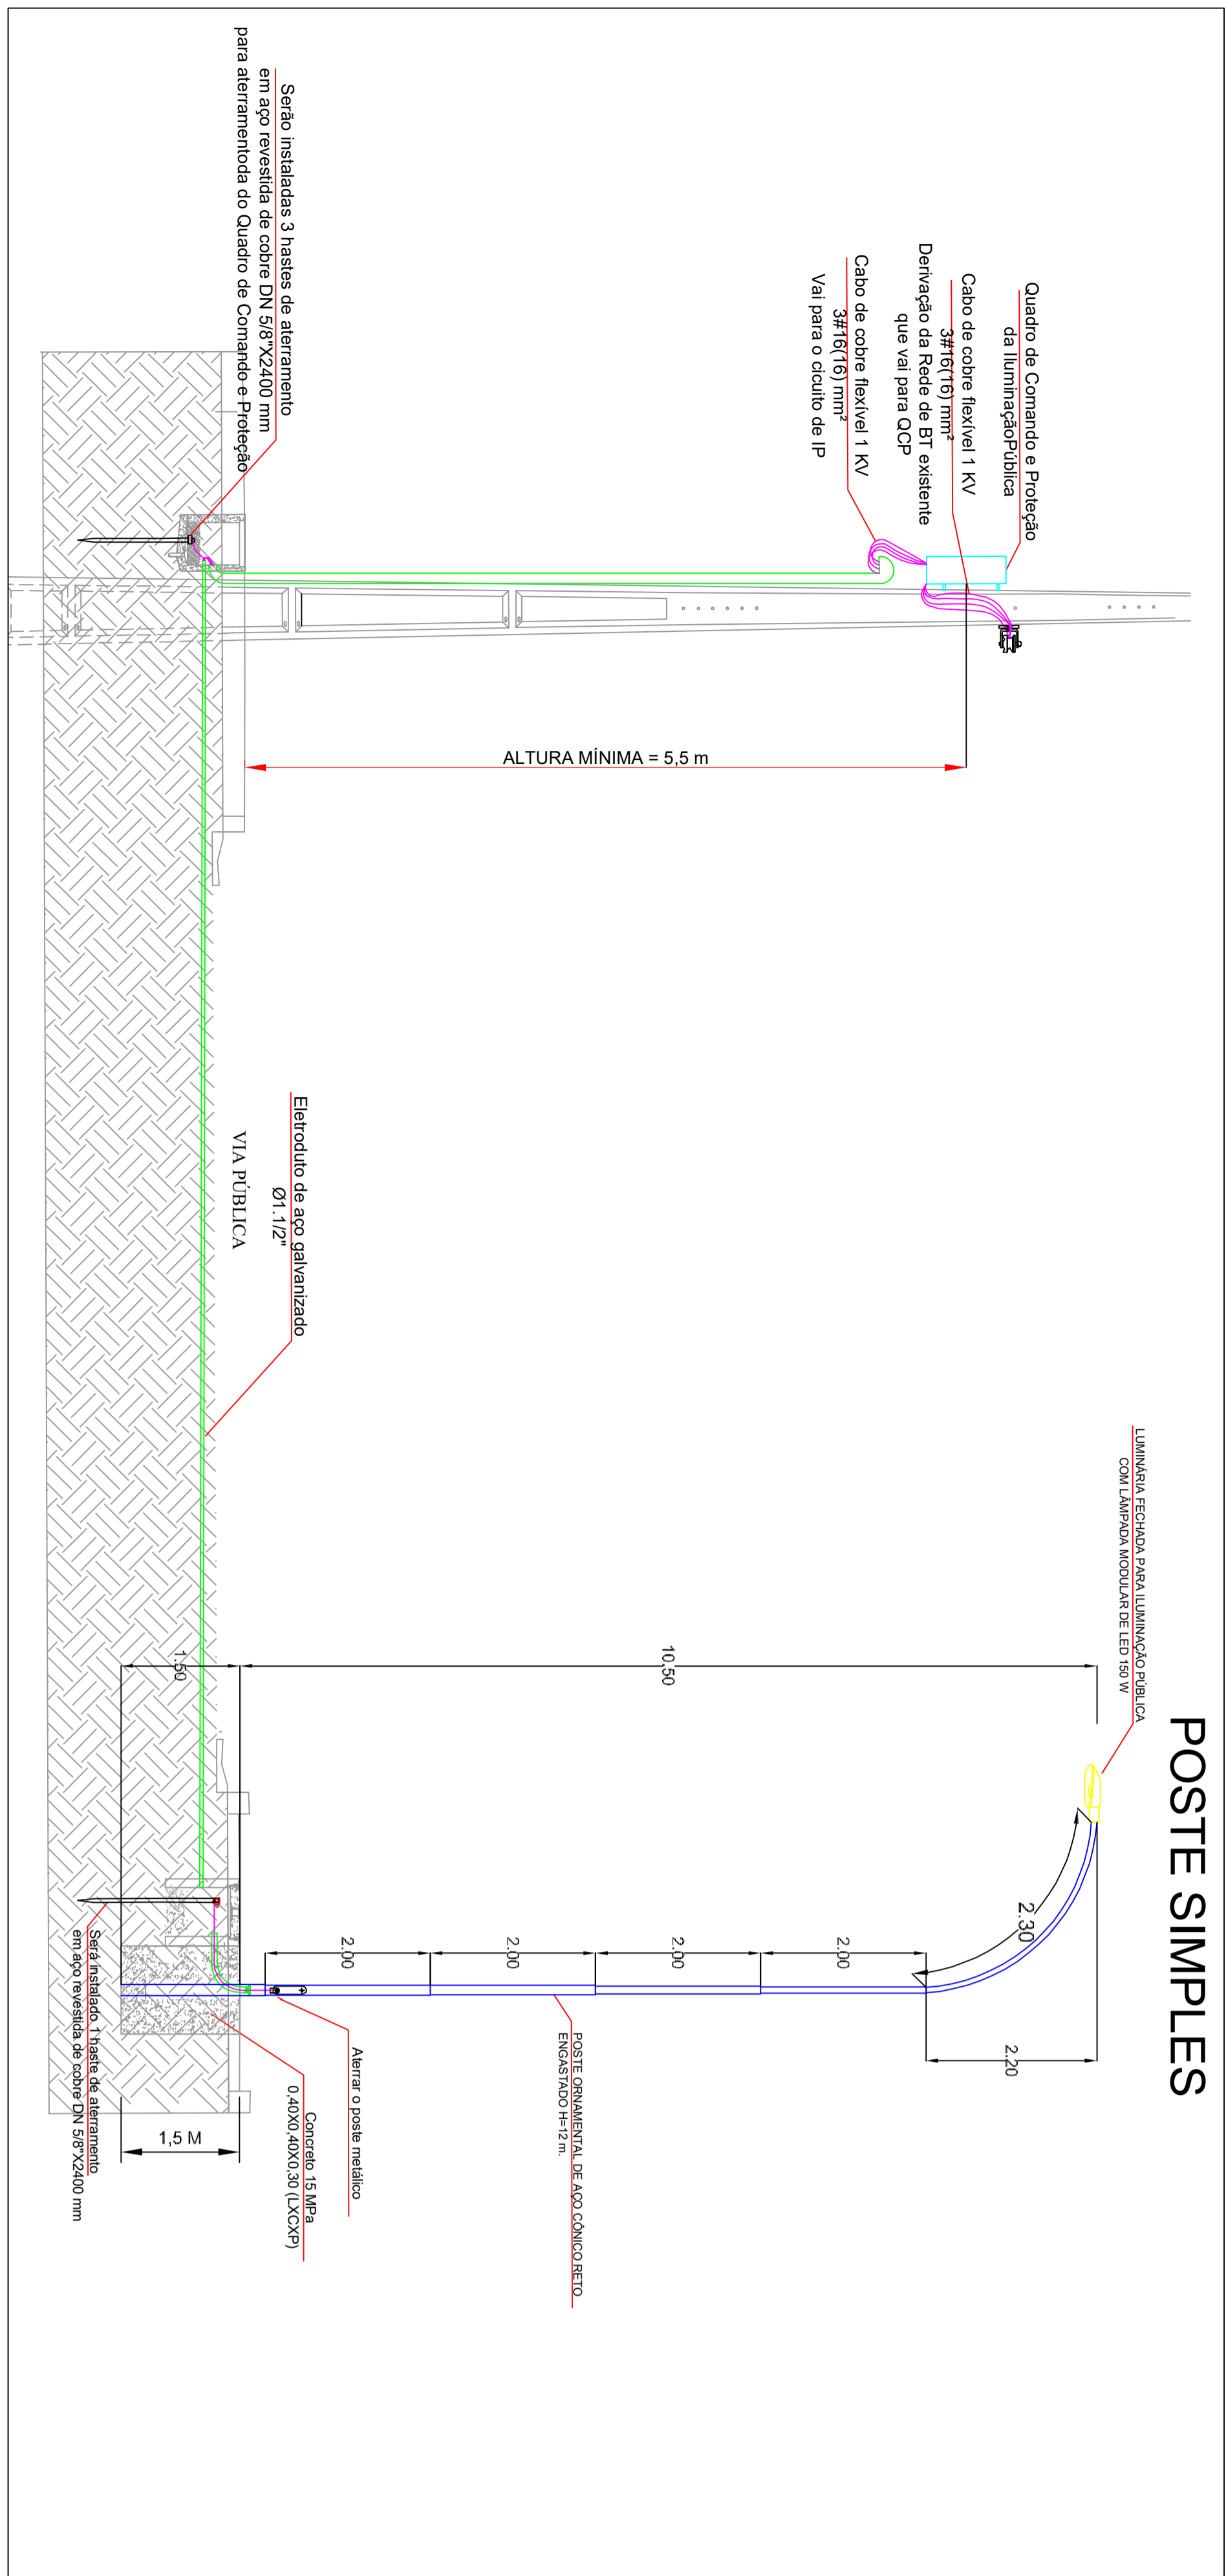 POSTE SIMPLES
Quadro de Comando e Proteção
da IluminaçãoPública
Cabo de cobre flexível 1 KV
3#16(16) mm²
Derivação da Rede de BT existente
que vai para QCP
Cabo de cobre flexível 1 KV
3#16(16) mm²
Vai para o cicuito de IP
Serão instaladas 3 hastes de aterramento
em aço revestida de cobre DN 5/8"X2400 mm
para aterramentoda do Quadro de Comando e Proteção
ALTURA MÍNIMA = 5,5 m
Eletroduto de aço galvanizado
Ø1.1/2"
VIA PÚBLICA
LUMINÁRIA FECHADA PARA ILUMINAÇÃO PÚBLICA
COM LÂMPADA MODULAR DE LED 150 W
10,50
1.50
2.30
2.20
2.00
2.00
2.00
2.00
POSTE ORNAMENTAL DE AÇO CÔNICO RETO
ENGASTADO H=12 m.
Aterrar o poste metálico
Concreto 15 MPa
0,40X0,40X0,30 (LXCXP)
1,5 M
Será instalado 1 haste de aterramento
em aço revestida de cobre DN 5/8"X2400 mm